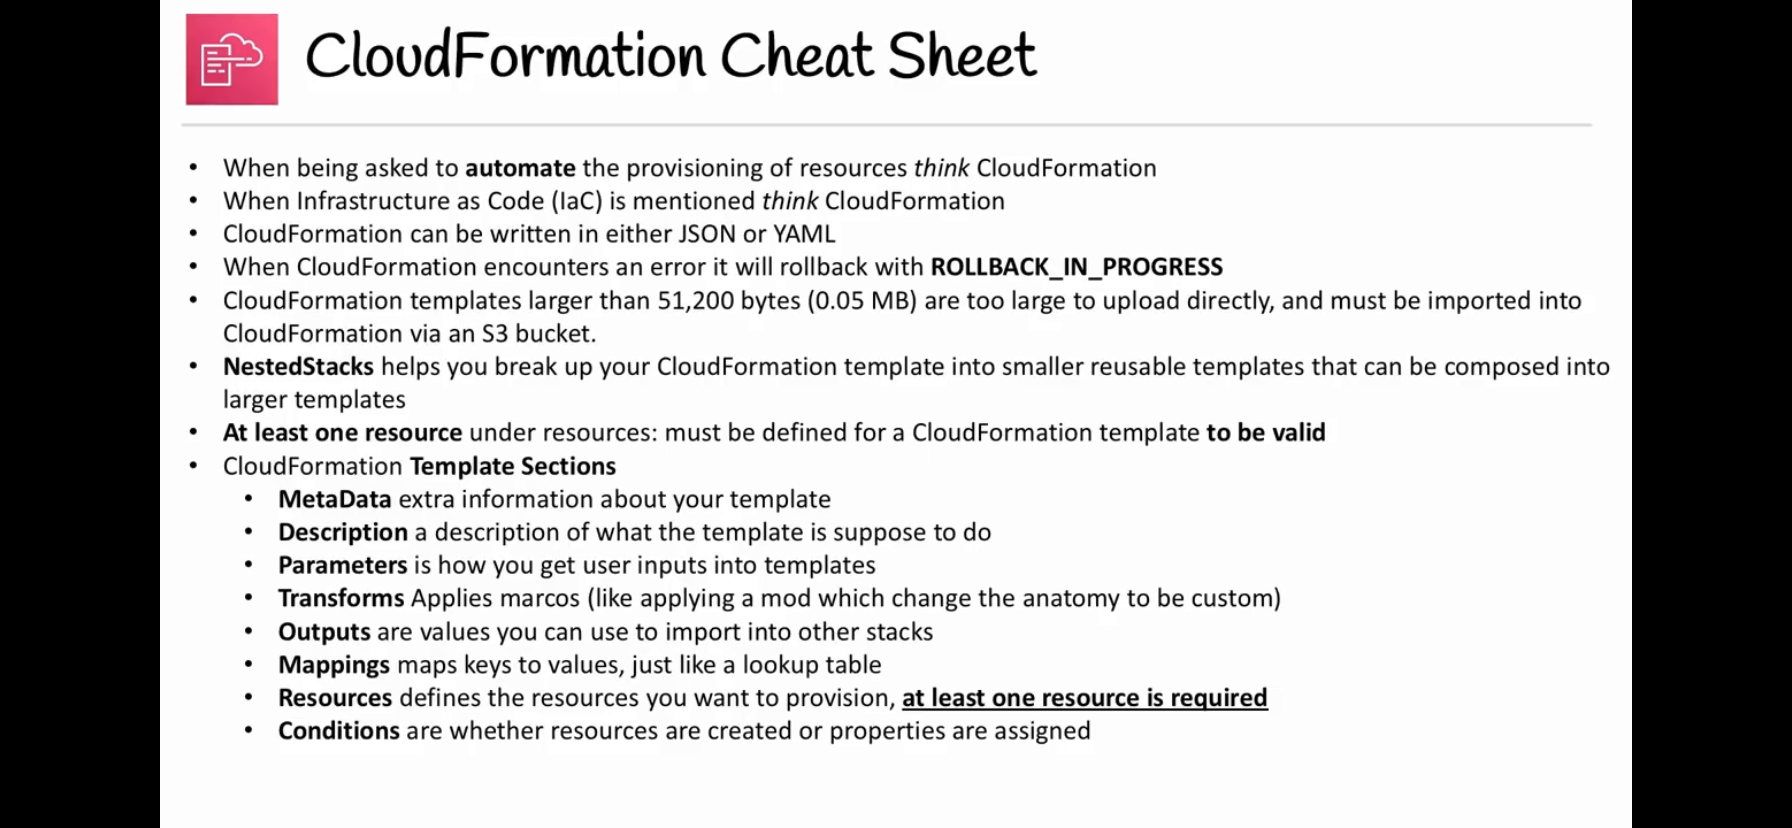 CloudFormation Cheat Sheet
• When being asked to automate the provisioning of resources think CloudFormation
• When Infrastructure as Code (IaC) is mentioned think CloudFormation
• CloudFormation can be written in either JSON or YAML
• When CloudFormation encounters an error it will rollback with ROLLBACK_IN_PROGRESS
• CloudFormation templates larger than 51,200 bytes (0.05 MB) are too large to upload directly, and must be imported into
CloudFormation via an S3 bucket.
• NestedStacks helps you break up your CloudFormation template into smaller reusable templates that can be composed into
larger templates
• At least one resource under resources: must be defined for a CloudFormation template to be valid
• CloudFormation Template Sections
• MetaData extra information about your template
• Description a description of what the template is suppose to do
• Parameters is how you get user inputs into templates
• Transforms Applies marcos (like applying a mod which change the anatomy to be custom)
• Outputs are values you can use to import into other stacks
• Mappings maps keys to values, just like a lookup table
• Resources defines the resources you want to provision, at least one resource is required
• Conditions are whether resources are created or properties are assigned